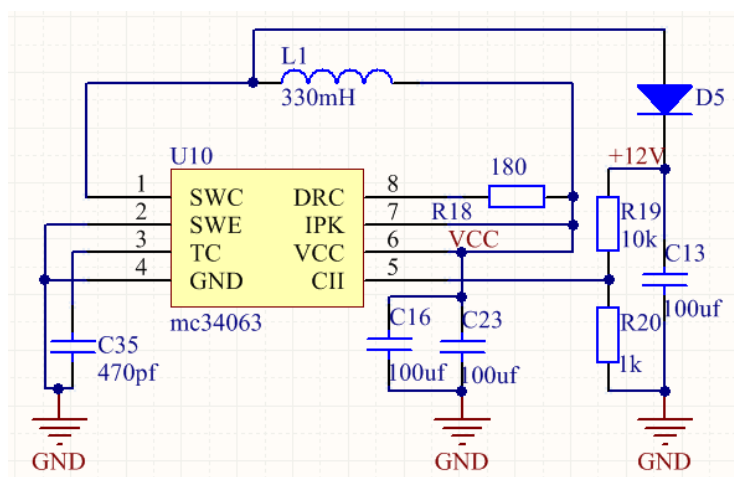 L1
330mH
D5
U10
+12V
180
1
SWC
DRC
8
2
SWE
IPK
7
R18
R19
10k
3
TC
VCC
6
VCC
4
GND
CII
5
C13
100uf
mc34063
C16
C23
R20
1k
C35
470pf
100uf
100uf
GND
GND
GND